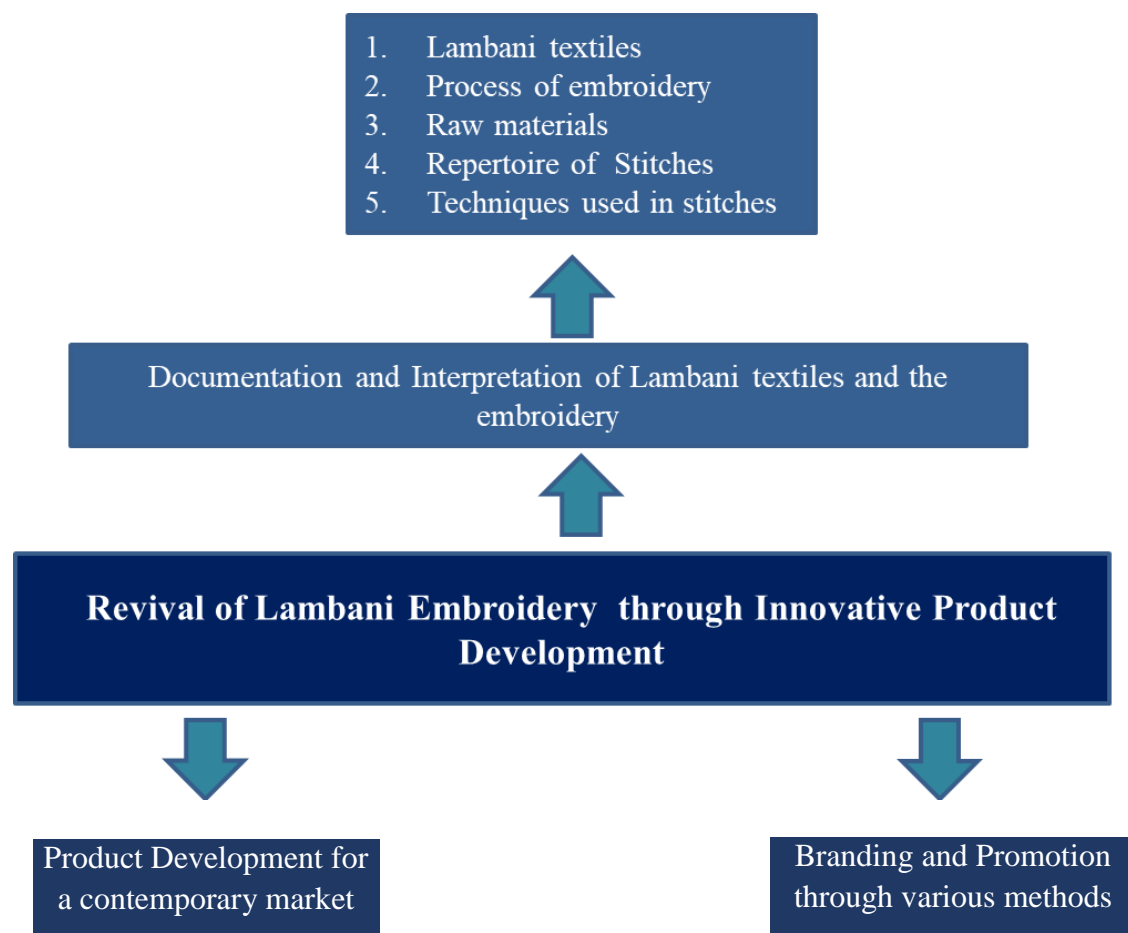 1. Lambani textiles
2. Process of embroidery
3. Raw materials
4. Repertoire of Stitches
5. Techniques used in stitches
Documentation and Interpretation of Lambani textiles and the
embroidery
Revival of Lambani Embroidery through Innovative Product
Development
Product Development for
a contemporary market
Branding and Promotion
through various methods